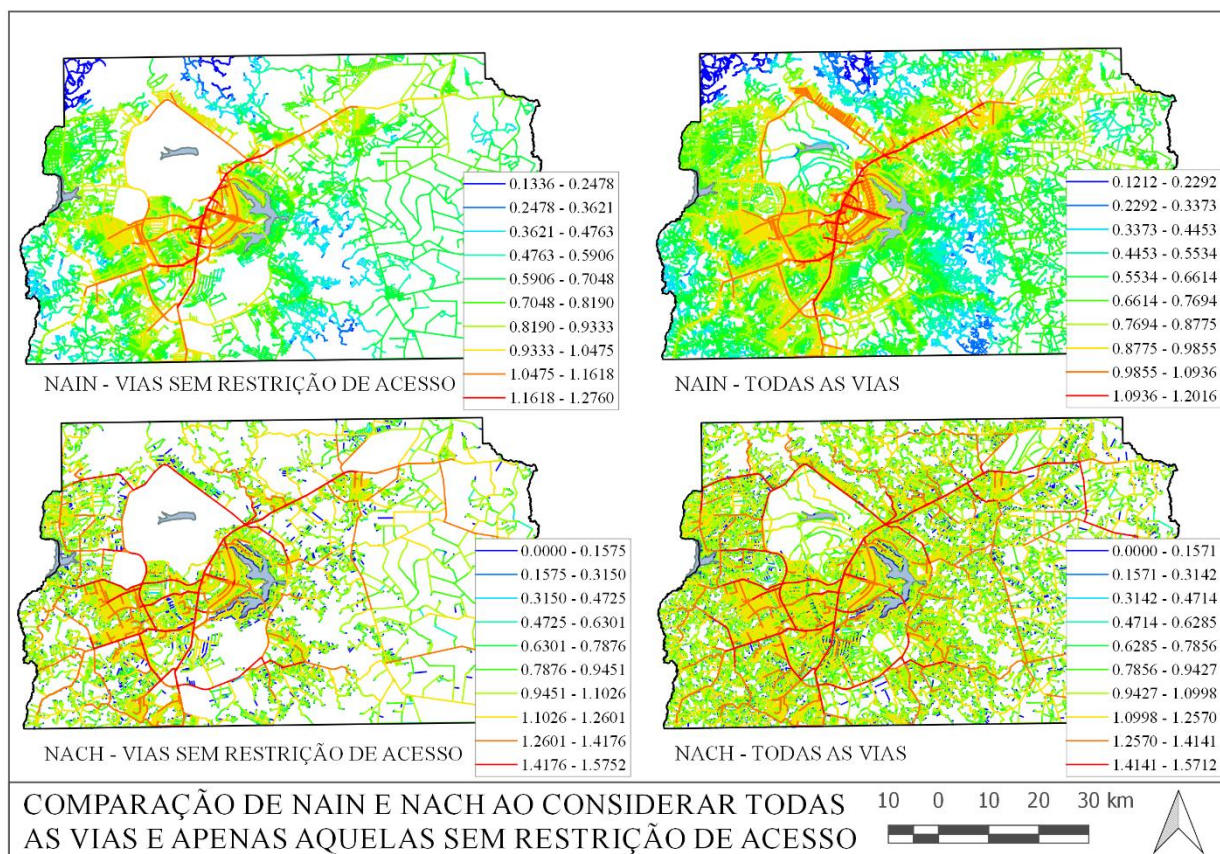 0.1336 - 0.2478
0.2478 - 0.3621
0.3621 - 0.4763
0.4763 - 0.5906
0.5906 - 0.7048
0.7048 - 0.8190
0.8190 - 0.9333
0.9333 - 1.0475
1.0475 - 1.1618
1.1618 - 1.2760
NAIN - VIAS SEM RESTRIÇÃO DE ACESSO
0.1212 - 0.2292
0.2292 - 0.3373
0.3373 - 0.4453
0.4453 - 0.5534
0.5534 - 0.6614
0.6614 - 0.7694
0.7694 - 0.8775
0.8775 - 0.9855
0.9855 - 1.0936
1.0936 - 1.2016
NAIN - TODAS AS VIAS
0.0000 - 0.1575
0.1575 - 0.3150
0.3150 - 0.4725
0.4725 - 0.6301
0.6301 - 0.7876
0.7876 - 0.9451
0.9451 - 1.1026
1.1026 - 1.2601
1.2601 - 1.4176
1.4176 - 1.5752
NACH - VIAS SEM RESTRIÇÃO DE ACESSO
0.0000 - 0.1571
0.1571 - 0.3142
0.3142 - 0.4714
0.4714 - 0.6285
0.6285 - 0.7856
0.7856 - 0.9427
0.9427 - 1.0998
1.0998 - 1.2570
1.2570 - 1.4141
1.4141 - 1.5712
NACH - TODAS AS VIAS
COMPARAÇÃO DE NAIN E NACH AO CONSIDERAR TODAS
AS VIAS E APENAS AQUELAS SEM RESTRIÇÃO DE ACESSO
10 0 10 20 30 km